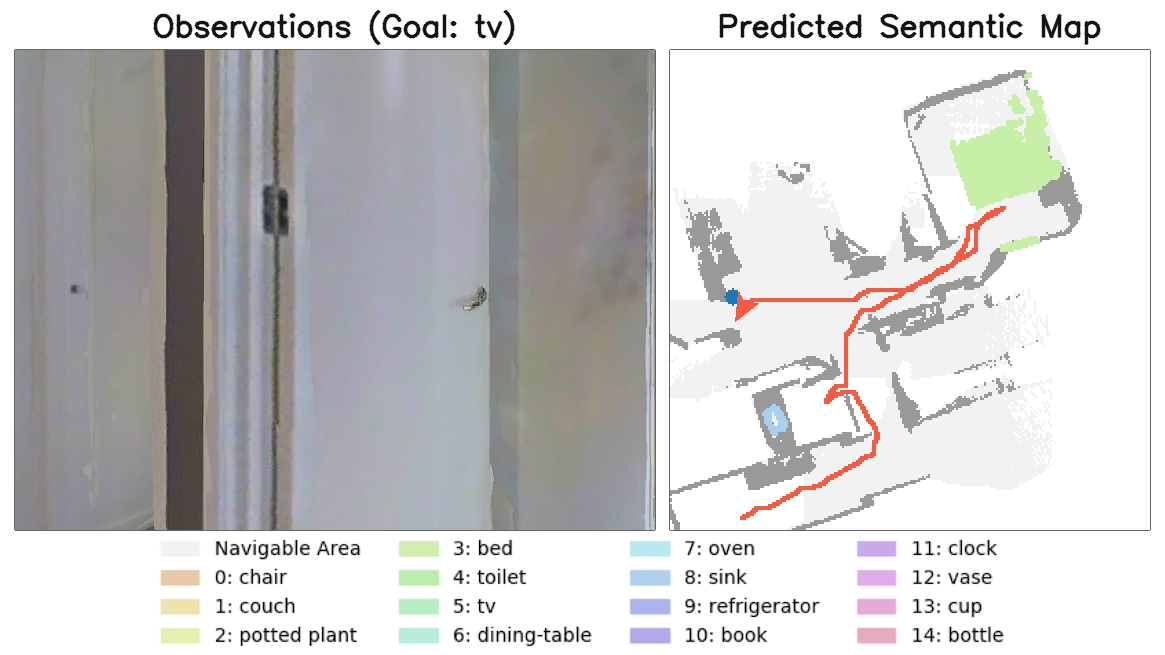 Observations (Goal: tv)
Predicted Semantic Map
Navigable Area
0: chair
1: couch
2: potted plant
3: bed
4: toilet
5: tv
6: dining-table
7: oven
8: sink
9: refrigerator
10: book
11: clock
12: vase
13: cup
14: bottle